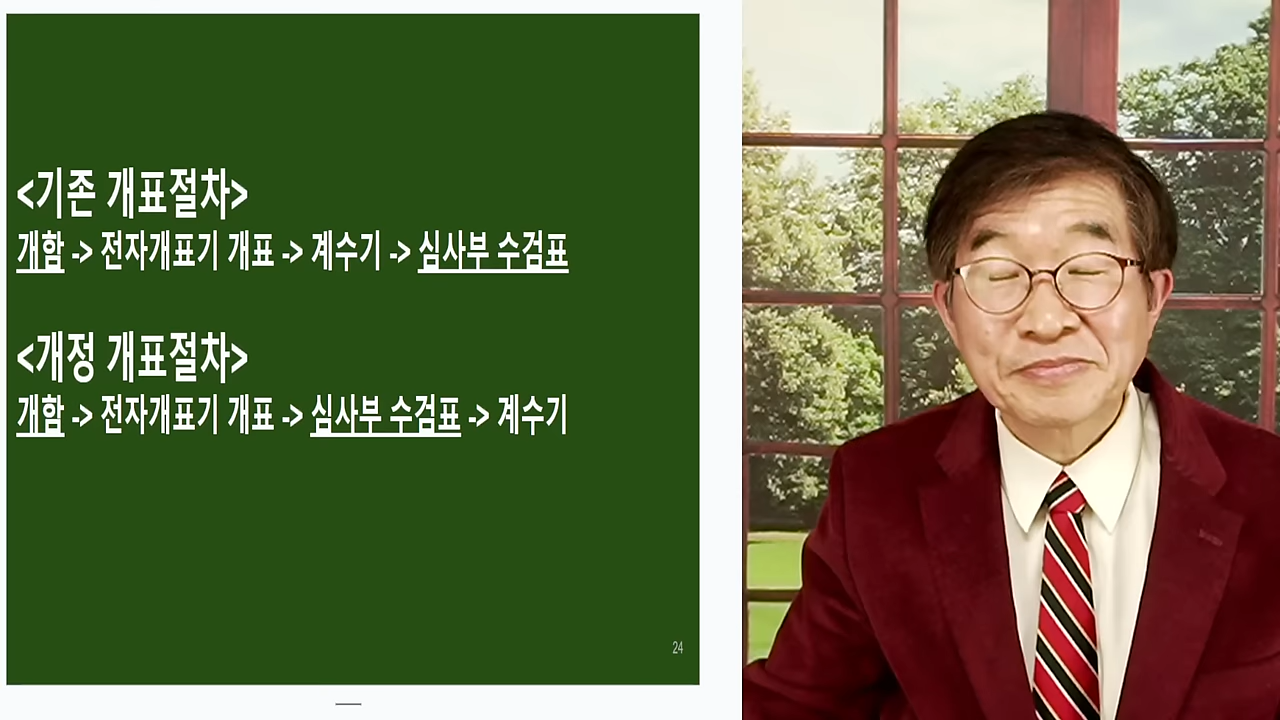 <기존 개표절차>
개함 -> 전자개표기 개표 -> 계수기 -> 심사부 수검표
<개정 개표절차>
개함 -> 전자개표기 개표 -> 심사부 수검표 -> 계수기
24